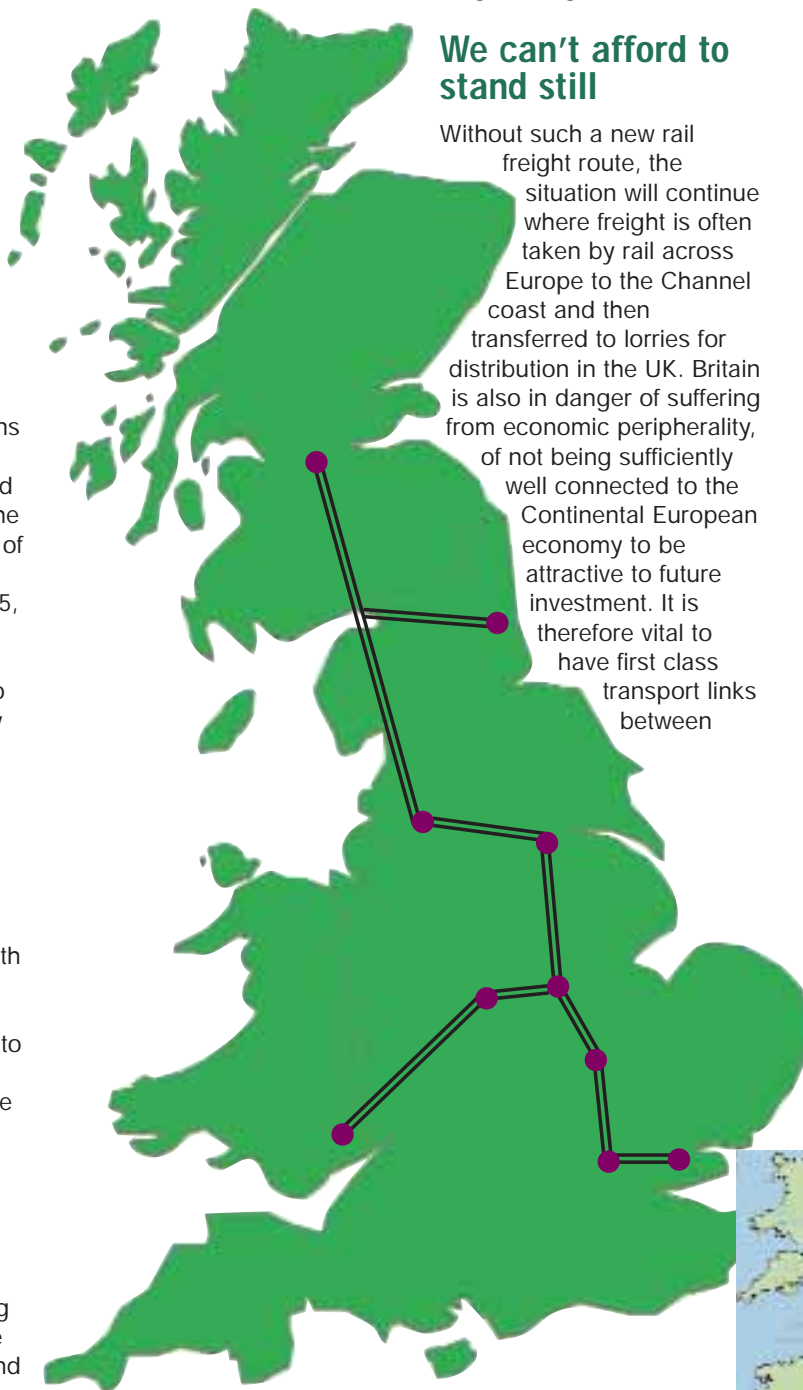 We can't afford to
stand still
Without such a new rail
freight route, the
situation will continue
where freight is often
taken by rail across
Europe to the Channel
coast and then
transferred to lorries for
distribution in the UK. Britain
is also in danger of suffering
from economic peripherality,
of not being sufficiently
well connected to the
Continental European
economy to be
attractive to future
investment. It is
therefore vital to
have first class
transport links
between
of
5,
to